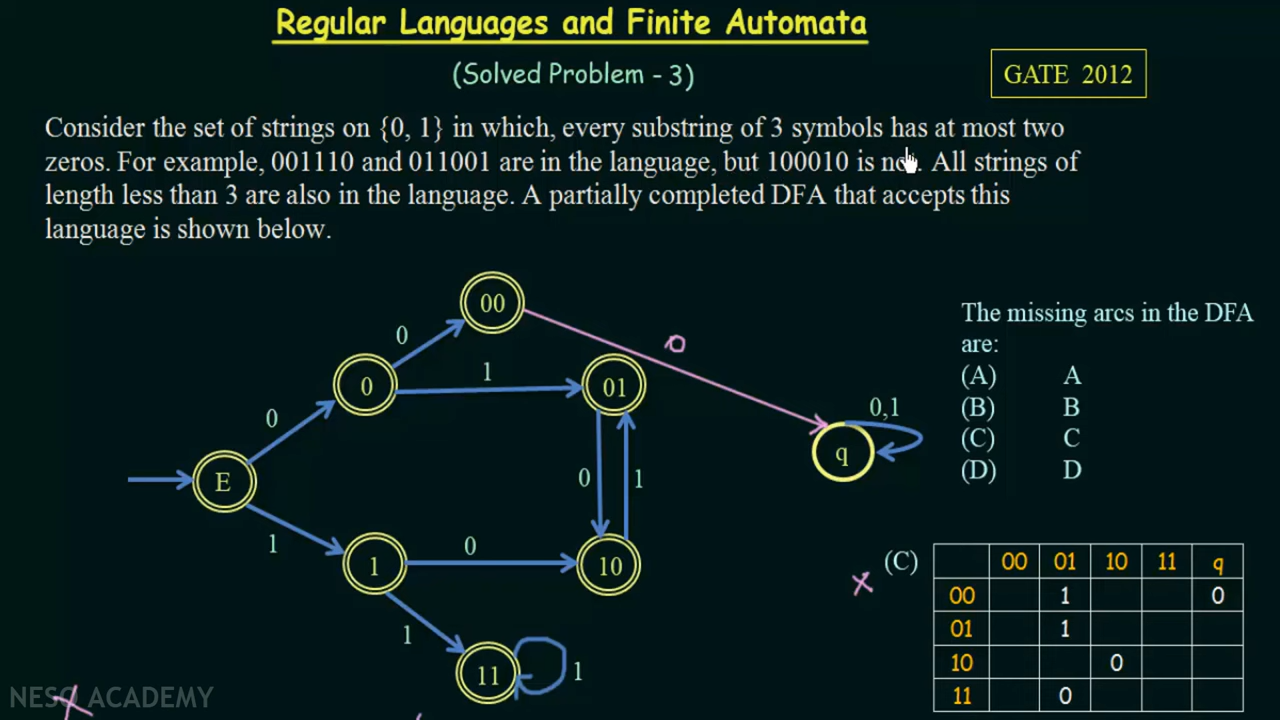 Regular Languages and Finite Automata
(Solved Problem - 3)
GATE 2012
Consider the set of strings on {0, 1} in which, every substring of 3 symbols has at most two
zeros. For example, 001110 and 011001 are in the language, but 100010 is not. All strings of
length less than 3 are also in the language. A partially completed DFA that accepts this
language is shown below.
00
0
0
0
1
01
0
0
E
0
1
1
1
0
10
1
11
1
q
0,1
The missing arcs in the DFA
are:
(A) A
(B) B
(C) C
(D) D
x (C)
00 01 10 11 q
00 1 0
01 1
10 0
11 0
x
NESO ACADEMY